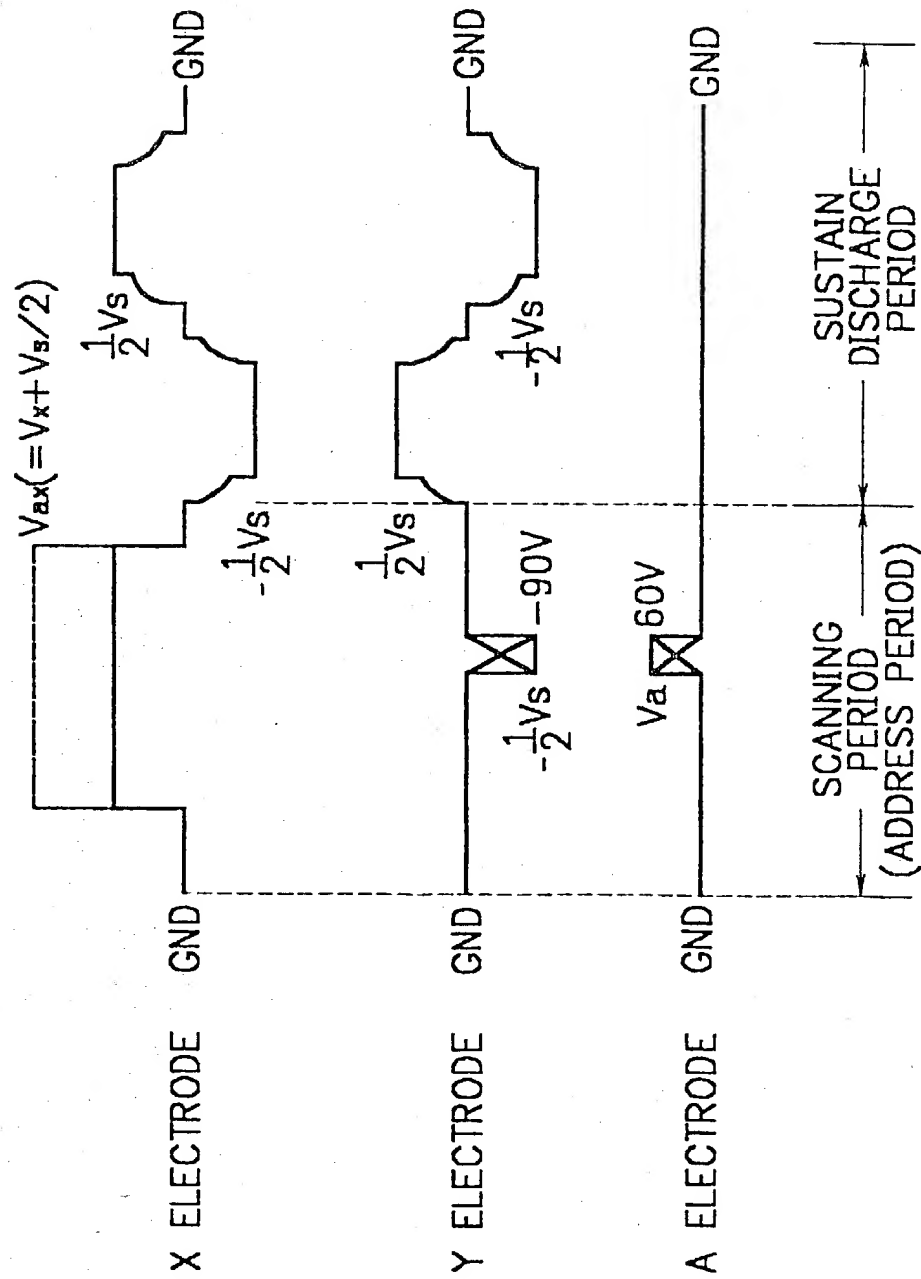 X ELECTRODE GND
Vax(=Vx+Vs/2)
-1/2Vs
1/2Vs
GND
Y ELECTRODE GND
-1/2Vs
-90V
1/2Vs
-1/2Vs
GND
A ELECTRODE GND
Va
60V
GND
SCANNING
PERIOD
(ADDRESS PERIOD)
SUSTAIN
DISCHARGE
PERIOD